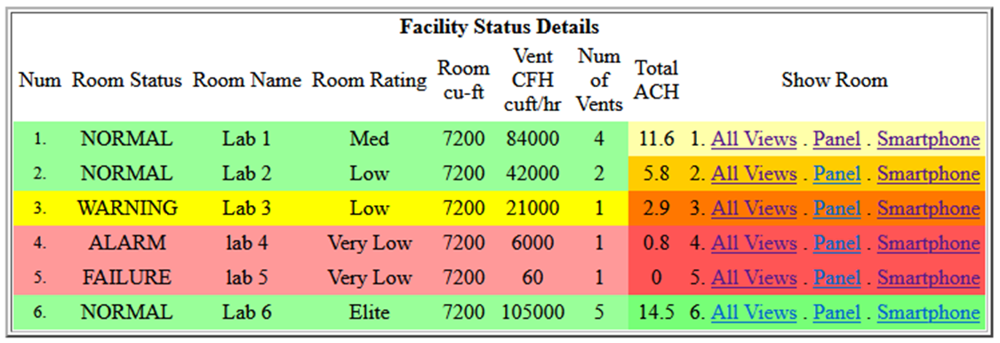 Facility Status Details
Num Room Status Room Name Room Rating Room cu-ft Vent CFH cuft/hr Num of Vents Total ACH Show Room
1. NORMAL Lab 1 Med 7200 84000 4 11.6 1. All Views . Panel . Smartphone
2. NORMAL Lab 2 Low 7200 42000 2 5.8 2. All Views . Panel . Smartphone
3. WARNING Lab 3 Low 7200 21000 1 2.9 3. All Views . Panel . Smartphone
4. ALARM lab 4 Very Low 7200 6000 1 0.8 4. All Views . Panel . Smartphone
5. FAILURE lab 5 Very Low 7200 60 1 0 5. All Views . Panel . Smartphone
6. NORMAL Lab 6 Elite 7200 105000 5 14.5 6. All Views . Panel . Smartphone